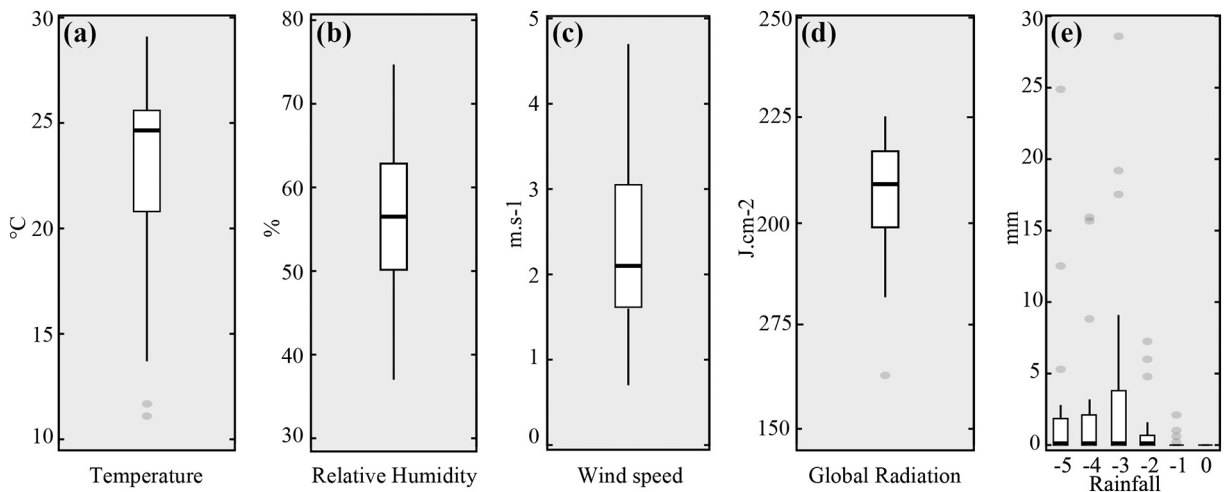 (a)
30
25
20
15
10
°C
Temperature
(b)
80
70
60
50
40
30
%
Relative Humidity
(c)
5
4
3
2
1
0
m.s-1
Wind speed
(d)
250
225
200
275
150
J.cm-2
Global Radiation
(e)
30
25
20
15
10
5
0
mm
-5 -4 -3 -2 -1 0
Rainfall